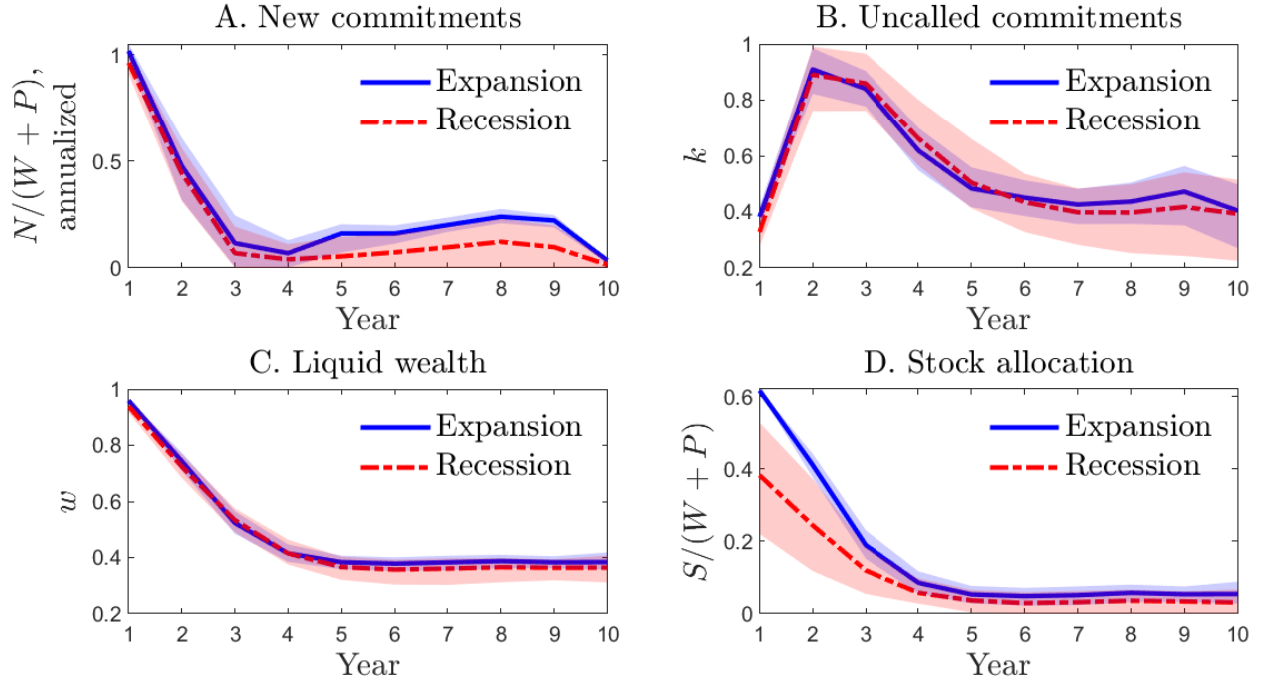 A. New commitments
N/(W + P),
annualized
1
0.5
0
Expansion
Recession
1 2 3 4 5 6 7 8 9 10
Year
B. Uncalled commitments
k
1
0.8
0.6
0.4
0.2
Expansion
Recession
1 2 3 4 5 6 7 8 9 10
Year
C. Liquid wealth
w
1
0.8
0.6
0.4
0.2
Expansion
Recession
1 2 3 4 5 6 7 8 9 10
Year
D. Stock allocation
S/(W + P)
0.6
0.4
0.2
0
Expansion
Recession
1 2 3 4 5 6 7 8 9 10
Year